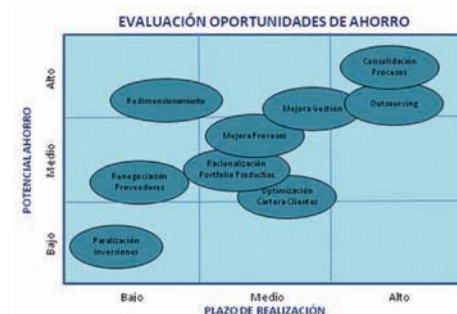 EVALUACIÓN OPORTUNIDADES DE AHORRO
POTENCIAL AHORRO
Alto
Medio
Bajo
Consolidación
Procesos
Redimensionamiento
Mejora Gestión
Outsourcing
Mejora Procesos
Racionalización
Portfolio Productos
Renegociación
Proveedores
Optimización
Cartera Clientes
Paralización
Inversiones
Bajo
Medio
Alto
PLAZO DE REALIZACIÓN